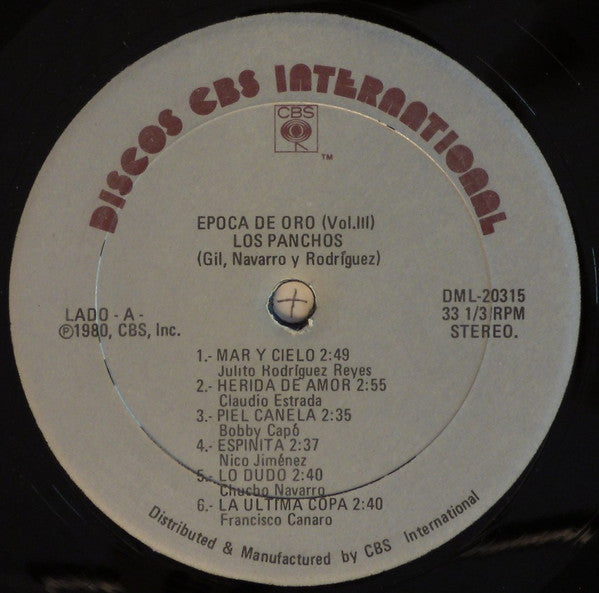 DISCOS CBS INTERNATIONAL
CBS
TM
EPOCA DE ORO (Vol.III)
LOS PANCHOS
(Gil, Navarro y Rodríguez)
LADO - A -
℗1980, CBS, Inc.
DML-20315
33 1/3 RPM
STEREO.
1.- MAR Y CIELO 2:49
Julito Rodríguez Reyes
2.- HERIDA DE AMOR 2:55
Claudio Estrada
3.- PIEL CANELA 2:35
Bobby Capó
4.- ESPINITA 2:37
Nico Jiménez
5.- LO DUDO 2:40
Chucho Navarro
6.- LA ULTIMA COPA 2:40
Francisco Canaro
Distributed & Manufactured by CBS International